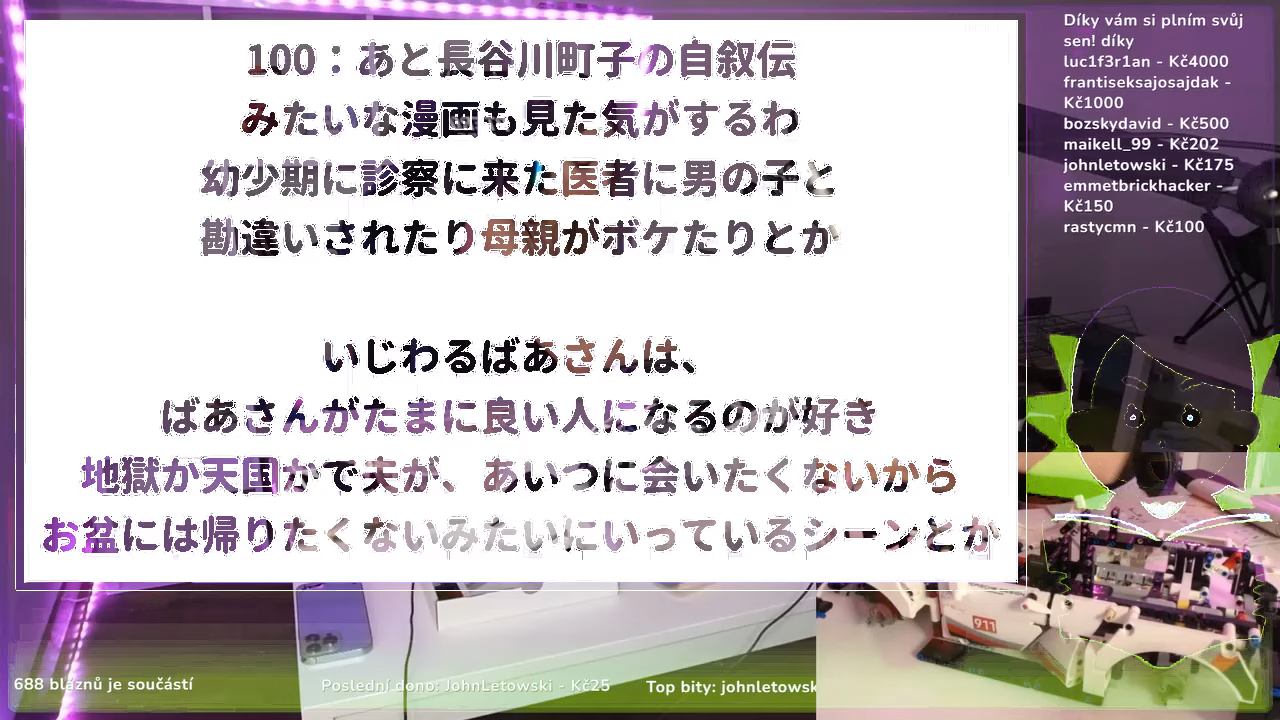 100：あと長谷川町子の自叙伝
みたいな漫画も見た気がするわ
幼少期に診察に来た医者に男の子と
勘違いされたり母親がボケたりとか
いじわるばあさんは、
ばあさんがたまに良い人になるのが好き
地獄か天国かで夫が、あいつに会いたくないから
お盆には帰りたくないみたいにいっているシーンとか
Díky vám si plním svůj
sen! díky
luc1f3r1an - Kč4000
frantiseksajosajdak -
Kč1000
bozskydavid - Kč500
maikell_99 - Kč202
johnletowski - Kč175
emmetbrickhacker -
Kč150
rastycmn - Kč100
911
688 bláznů je součástí
Poslední dono: JohnLetowski - Kč25
Top bity: johnletowsk